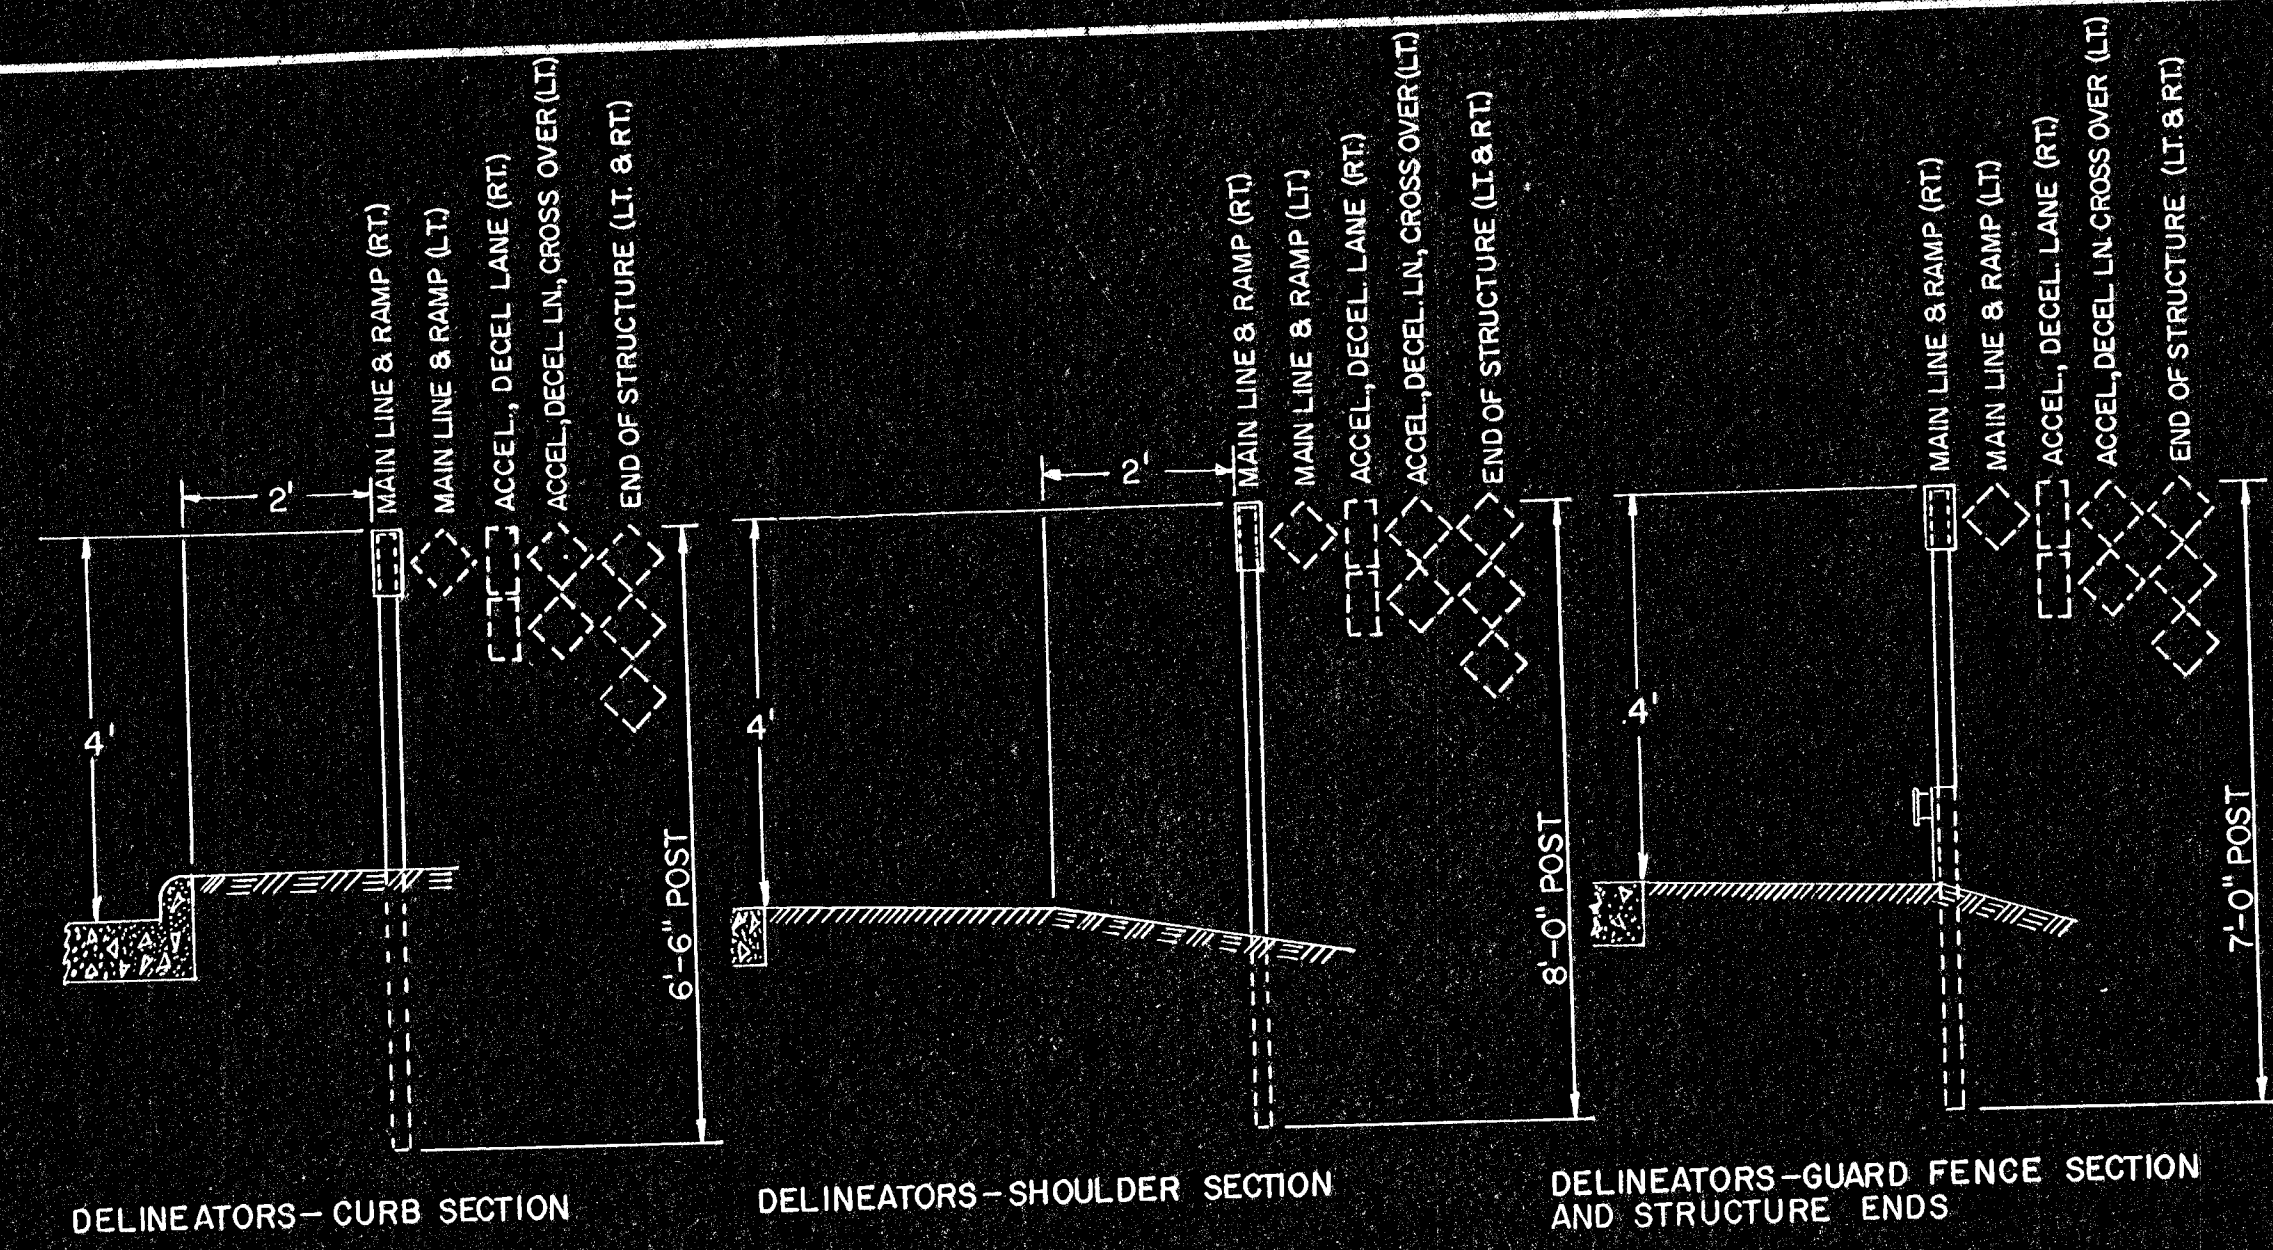 MAIN LINE & RAMP (RT.)
MAIN LINE & RAMP (LT.)
ACCEL., DECEL LANE (RT.)
ACCEL., DECEL LN., CROSS OVER (LT.)
END OF STRUCTURE (LT. & RT.)
2'
4'
6'-6" POST
DELINEATORS-CURB SECTION
MAIN LINE & RAMP (RT.)
MAIN LINE & RAMP (LT.)
ACCEL., DECEL. LANE (RT.)
ACCEL., DECEL. LN., CROSS OVER (LT.)
END OF STRUCTURE (LT. & RT.)
2'
4'
8'-0" POST
DELINEATORS-SHOULDER SECTION
MAIN LINE & RAMP (RT.)
MAIN LINE & RAMP (LT.)
ACCEL., DECEL. LANE (RT.)
ACCEL., DECEL LN. CROSS OVER (LT.)
END OF STRUCTURE (LT. & RT.)
4'
7'-0" POST
DELINEATORS-GUARD FENCE SECTION
AND STRUCTURE ENDS